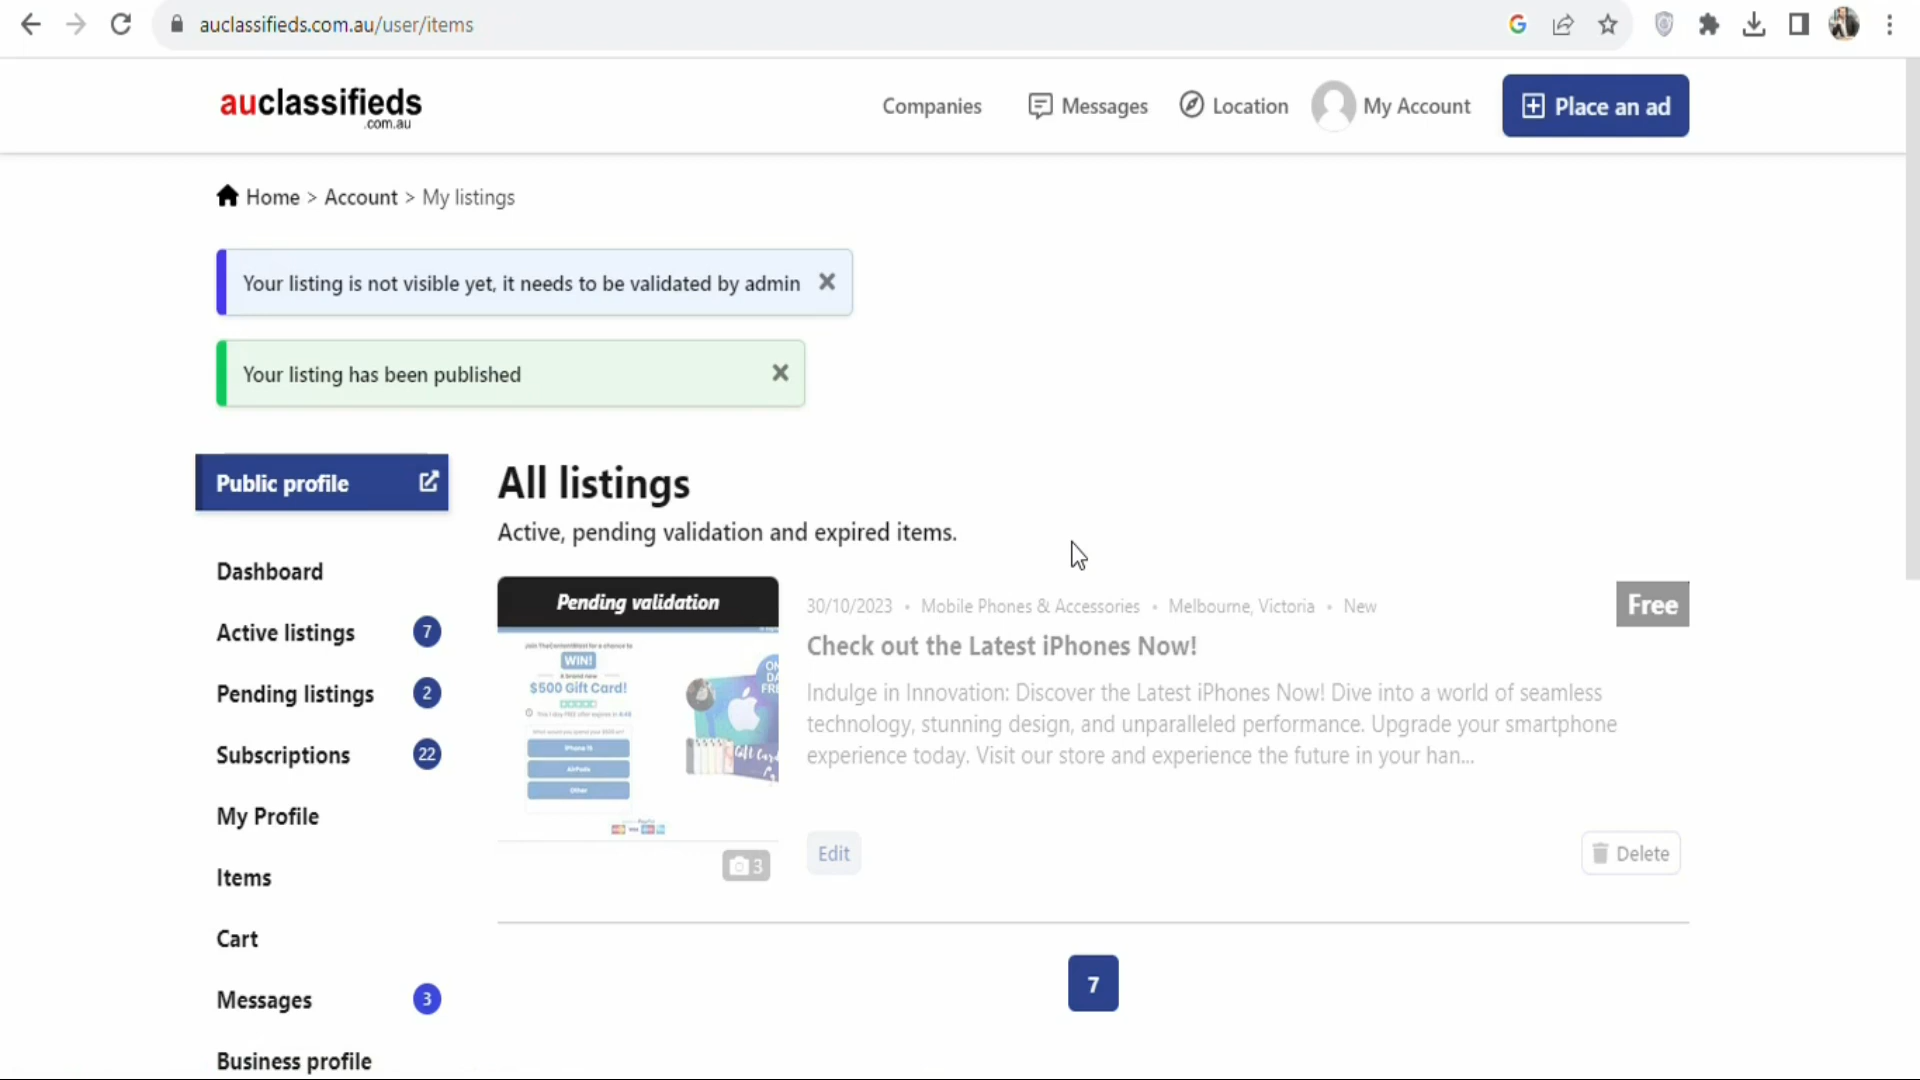 auclassifieds.com.au/user/items
auclassifieds
.com.au
Companies
Messages
Location
My Account
Place an ad
Home > Account > My listings
Your listing is not visible yet, it needs to be validated by admin
Your listing has been published
Public profile
All listings
Active, pending validation and expired items.
Dashboard
Active listings 7
Pending listings 2
Subscriptions 22
My Profile
Items
Cart
Messages 3
Business profile
Pending validation
WIN!
$500 Gift Card!
iPhone 15
AirPods
Other
Gift Card
3
30/10/2023 • Mobile Phones & Accessories • Melbourne, Victoria • New
Free
Check out the Latest iPhones Now!
Indulge in Innovation: Discover the Latest iPhones Now! Dive into a world of seamless
technology, stunning design, and unparalleled performance. Upgrade your smartphone
experience today. Visit our store and experience the future in your han...
Edit
Delete
7